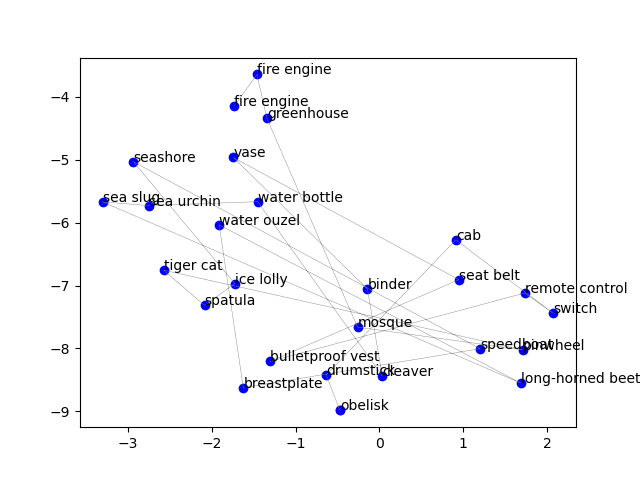 fire engine
−4
fire engine
greenhouse
vase
−5
seashore
sea slug
sea urchin
water bottle
−6
water ouzel
cab
tiger cat
seat belt
−7
ice lolly
binder
remote control
spatula
switch
mosque
−8
speedboat
pinwheel
bulletproof vest
drumstick
cleaver
breastplate
long-horned beet
obelisk
−9
−3 −2 −1 0 1 2